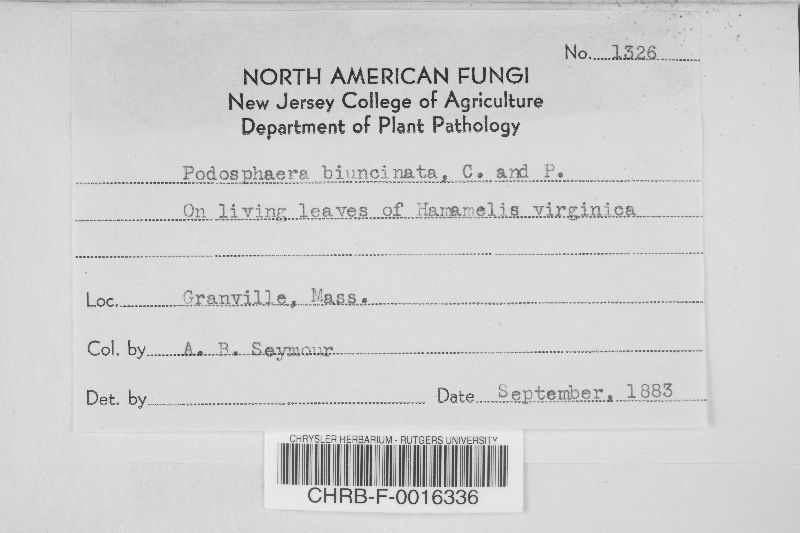 No. 1326
NORTH AMERICAN FUNGI
New Jersey College of Agriculture
Department of Plant Pathology
Podosphaera biuncinata, C. and P.
On living leaves of Hamamelis virginica
Loc. Granville, Mass.
Col. by A. B. Seymour
Det. by
Date September, 1883
CHRYSLER HERBARIUM - RUTGERS UNIVERSITY
CHRB-F-0016336